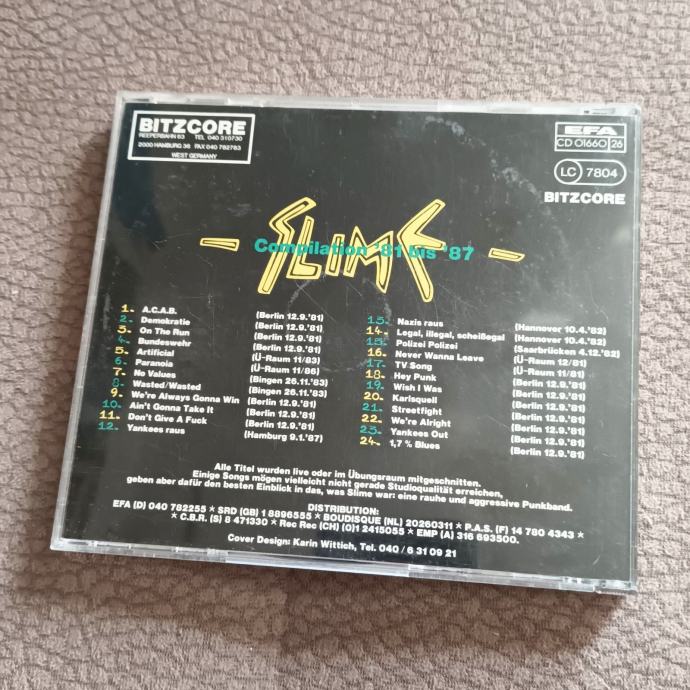 BITZCORE
REEPERBAHN 83 TEL 040 310730
2000 HAMBURG 36 FAX 040 782783
WEST GERMANY
EFA
CD 01660 26
LC 7804
BITZCORE
- SLIME -
Compilation '81 bis '87
1. A.C.A.B. (Berlin 12.9.'81)
2. Demokratie (Berlin 12.9.'81)
3. On The Run (Berlin 12.9.'81)
4. Bundeswehr (Berlin 12.9.'81)
5. Artificial (Ü-Raum 11/83)
6. Paranoia (Ü-Raum 11/86)
7. No Values (Bingen 26.11.'83)
8. Wasted/Wasted (Bingen 26.11.'83)
9. We're Always Gonna Win (Berlin 12.9.'81)
10. Ain't Gonna Take It (Berlin 12.9.'81)
11. Don't Give A Fuck (Berlin 12.9.'81)
12. Yankees raus (Hamburg 9.1.'87)
13. Nazis raus (Hannover 10.4.'82)
14. Legal, illegal, scheißegal (Hannover 10.4.'82)
15. Polizei Polizei (Saarbrücken 4.12.'82)
16. Never Wanna Leave (Ü-Raum 12/81)
17. TV Song (Ü-Raum 11/81)
18. Hey Punk (Berlin 12.9.'81)
19. Wish I Was (Berlin 12.9.'81)
20. Karisquell (Berlin 12.9.'81)
21. Streetfight (Berlin 12.9.'81)
22. We're Alright (Berlin 12.9.'81)
23. Yankees Out (Berlin 12.9.'81)
24. 1,7 % Blues (Berlin 12.9.'81)
Alle Titel wurden live oder im Übungsraum mitgeschnitten.
Einige Songs mögen vielleicht nicht gerade Studioqualität erreichen,
geben aber dafür den besten Einblick in das, was Slime war: eine rauhe und aggressive Punkband.
DISTRIBUTION:
EFA (D) 040 782255 * SRD (GB) 1 8896555 * BOUDISQUE (NL) 20260311 * P.A.S. (F) 14 780 4343 *
* C.B.R. (S) 8 471330 * Rec Rec (CH) (0)1 2415055 * EMP (A) 316 693500.
Cover Design: Karin Wittich, Tel. 040 / 6 31 09 21